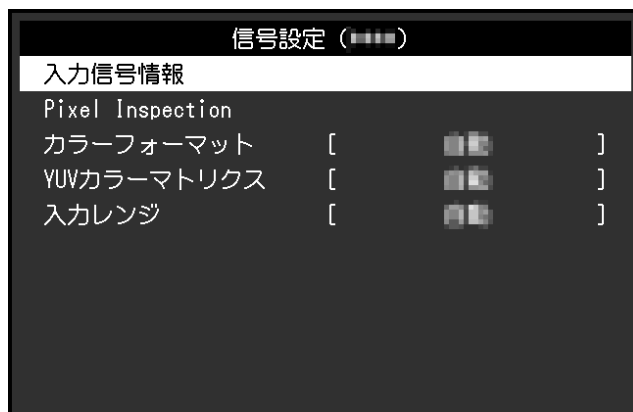 信号設定（ ）
入力信号情報
Pixel Inspection
カラーフォーマット [ ]
YUVカラーマトリクス [ ]
入力レンジ [ ]